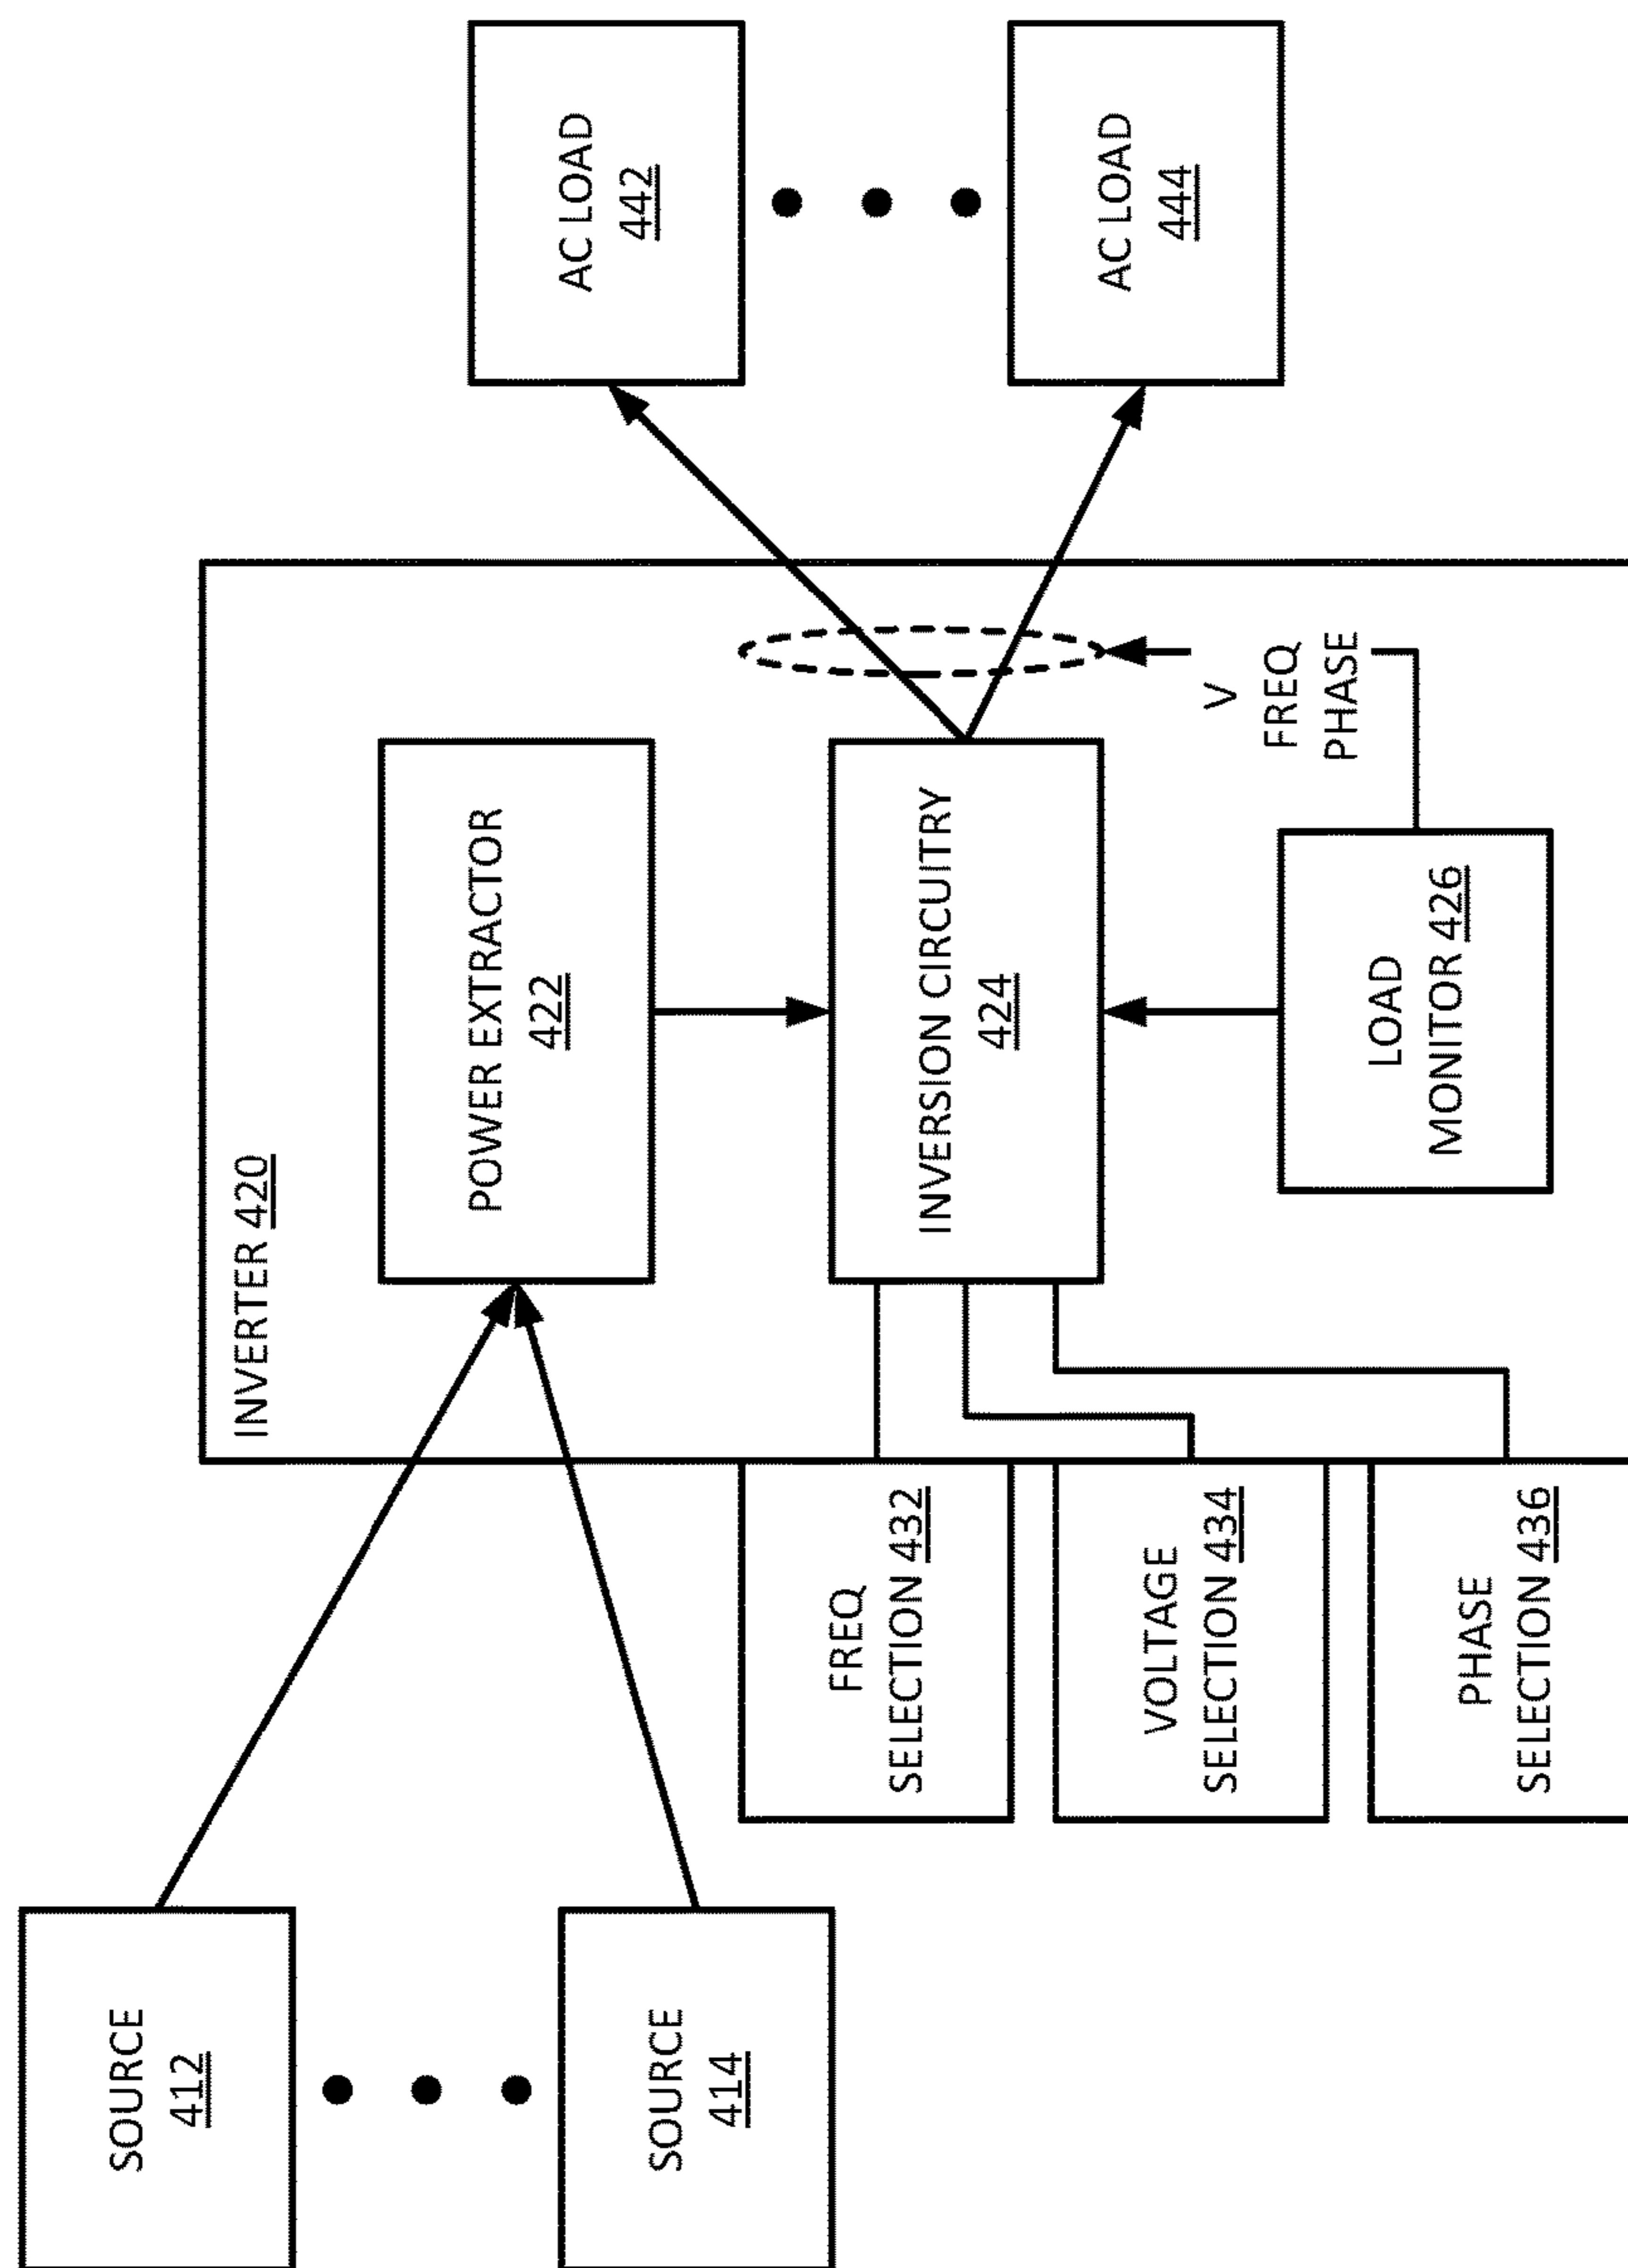 SOURCE
412
SOURCE
414
INVERTER 420
POWER EXTRACTOR
422
INVERSION CIRCUITRY
424
LOAD
MONITOR 426
FREQ
SELECTION 432
VOLTAGE
SELECTION 434
PHASE
SELECTION 436
V
FREQ
PHASE
AC LOAD
442
AC LOAD
444